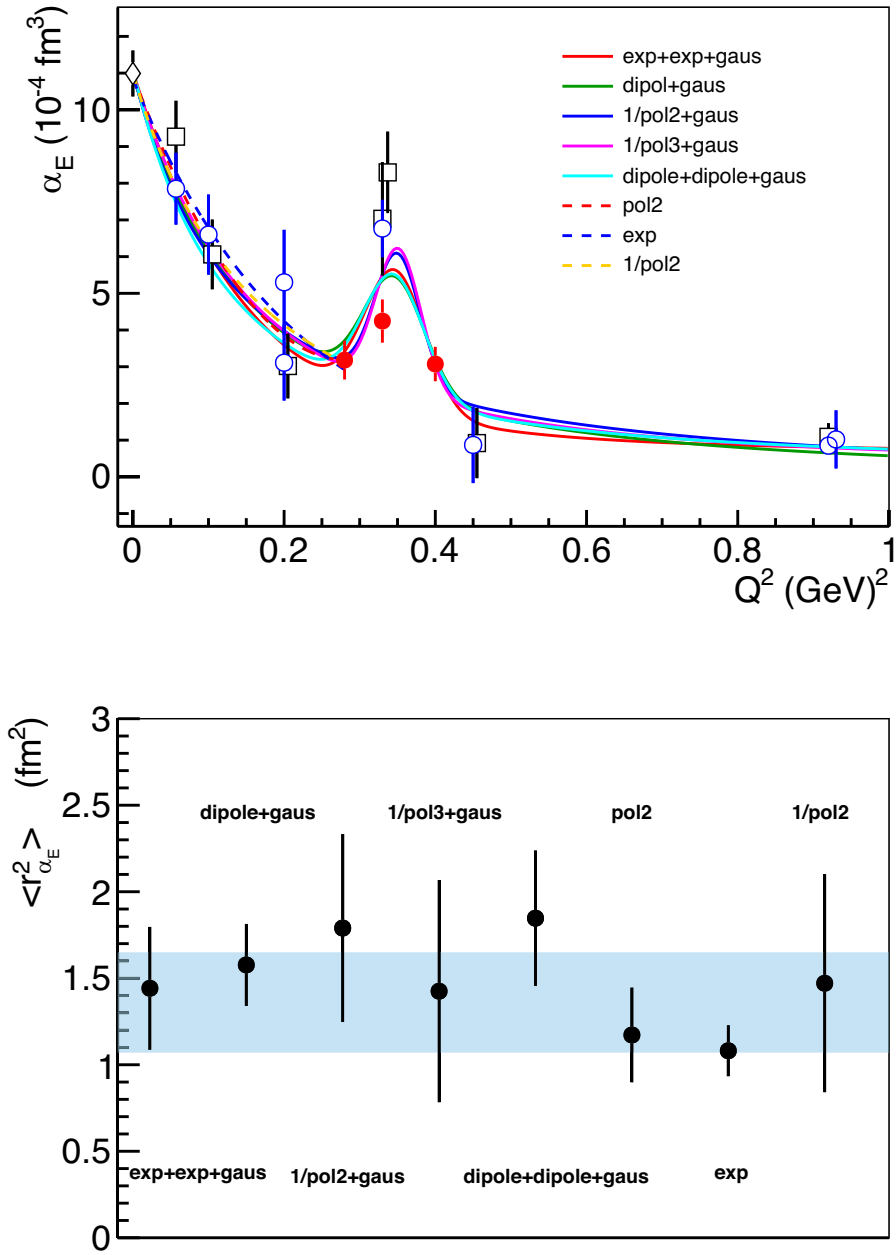 α_E (10^-4 fm^3)
10
5
0
exp+exp+gaus
dipol+gaus
1/pol2+gaus
1/pol3+gaus
dipole+dipole+gaus
pol2
exp
1/pol2
0 0.2 0.4 0.6 0.8 1
Q^2 (GeV)^2
<r^2_α_E> (fm^2)
3
2.5
dipole+gaus 1/pol3+gaus pol2 1/pol2
2
1.5
1
0.5
exp+exp+gaus 1/pol2+gaus dipole+dipole+gaus exp
0